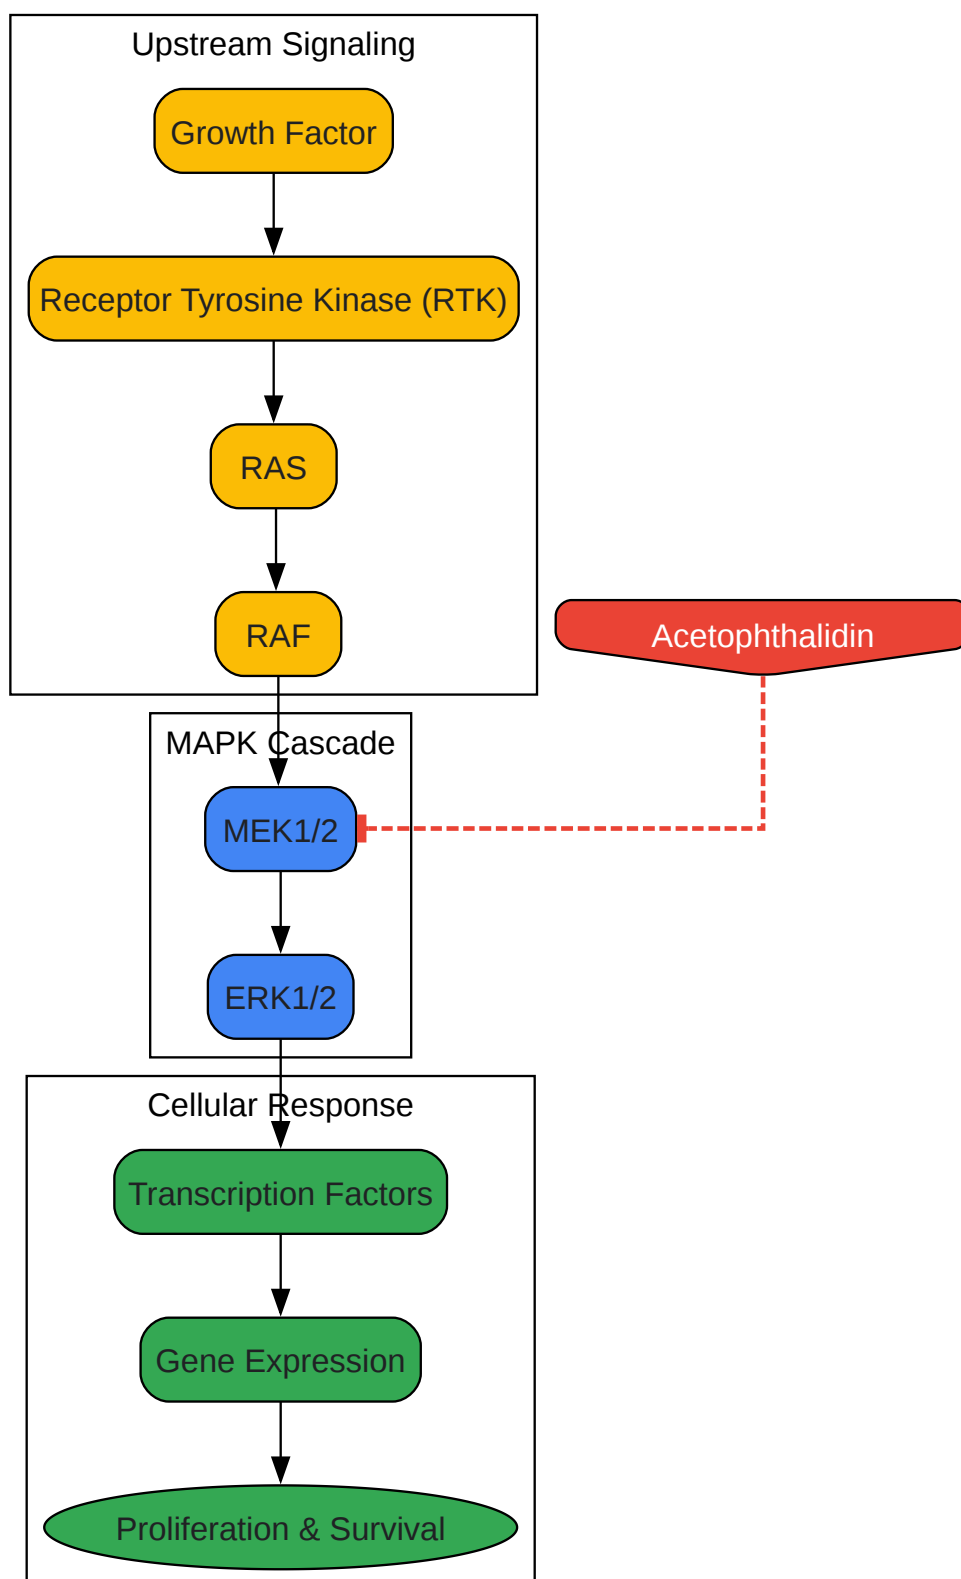 Upstream Signaling
Growth Factor
Receptor Tyrosine Kinase (RTK)
RAS
RAF
Acetophthalidin
MAPK Cascade
MEK1/2
ERK1/2
Cellular Response
Transcription Factors
Gene Expression
Proliferation & Survival